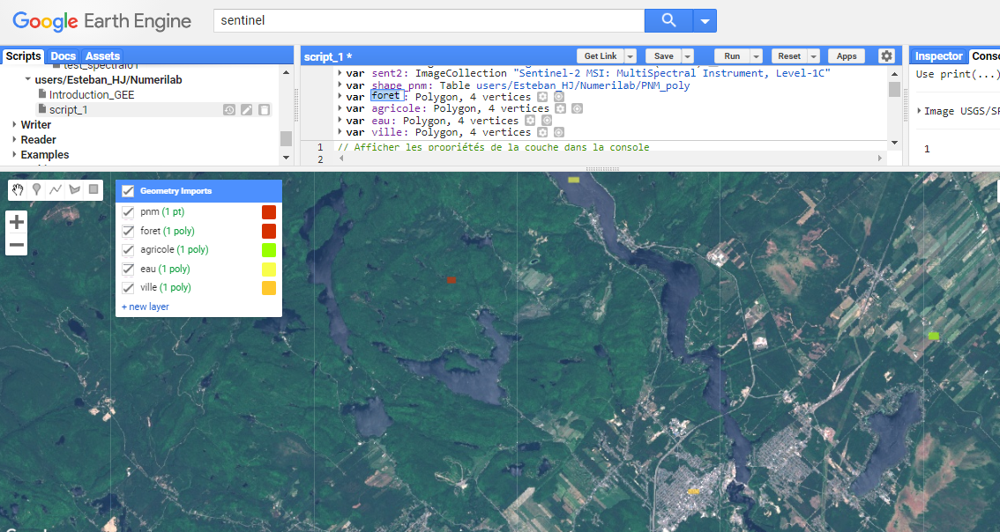 Google Earth Engine
sentinel
Scripts Docs Assets
test_spectral01
users/Esteban_HJ/Numerilab
Introduction_GEE
script_1
Writer
Reader
Examples
script_1 *
Get Link
Save
Run
Reset
Apps
var sent2: ImageCollection "Sentinel-2 MSI: MultiSpectral Instrument, Level-1C"
var shape_pnm: Table users/Esteban_HJ/Numerilab/PNM_poly
foret : Polygon, 4 vertices
var agricole: Polygon, 4 vertices
var eau: Polygon, 4 vertices
var ville: Polygon, 4 vertices
1 // Afficher les propriétés de la couche dans la console
2
Inspector Conso
Use print(...)
Image USGS/SR
1
Geometry Imports
pnm (1 pt)
foret (1 poly)
agricole (1 poly)
eau (1 poly)
ville (1 poly)
+ new layer